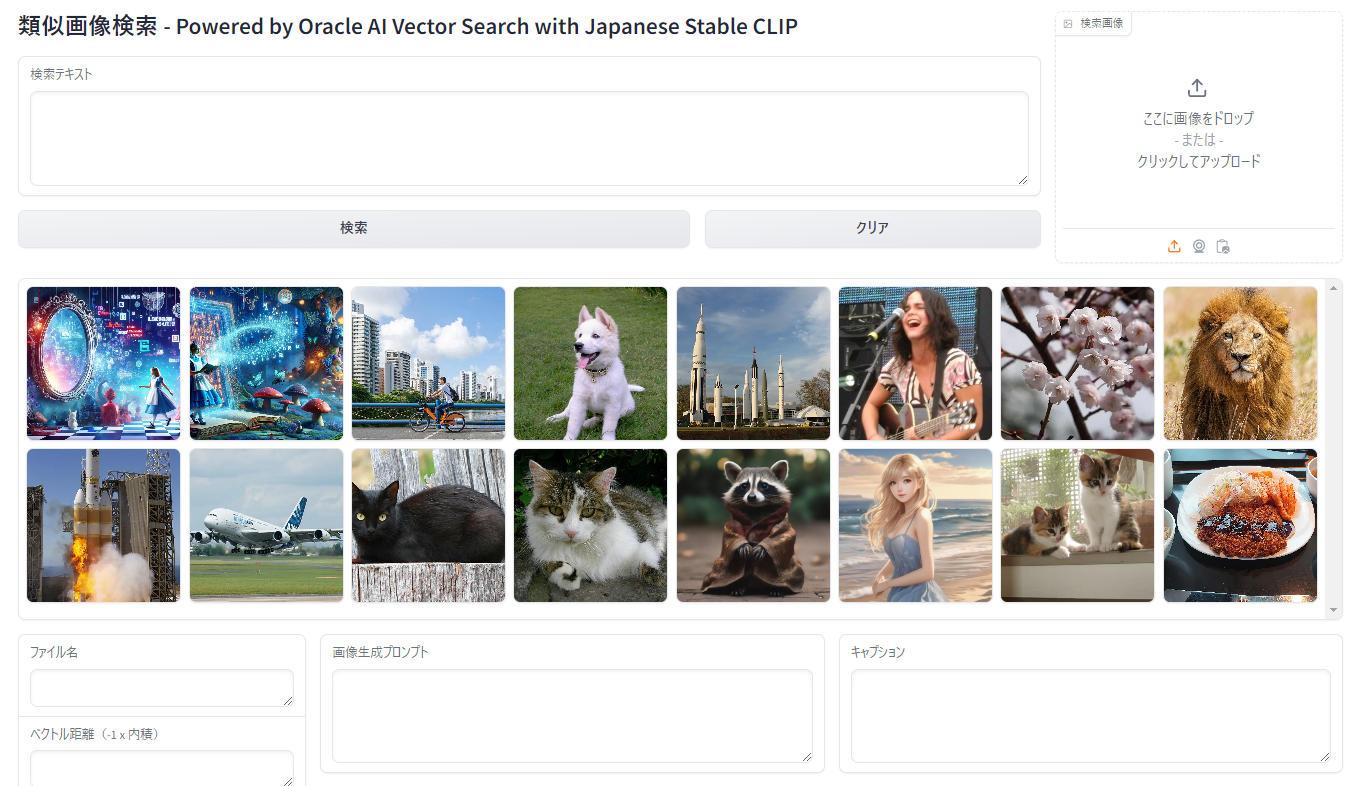 類似画像検索 - Powered by Oracle AI Vector Search with Japanese Stable CLIP
検索テキスト
検索画像
ここに画像をドロップ
- または -
クリックしてアップロード
検索
クリア
ファイル名
画像生成プロンプト
キャプション
ベクトル距離（-1 x 内積）